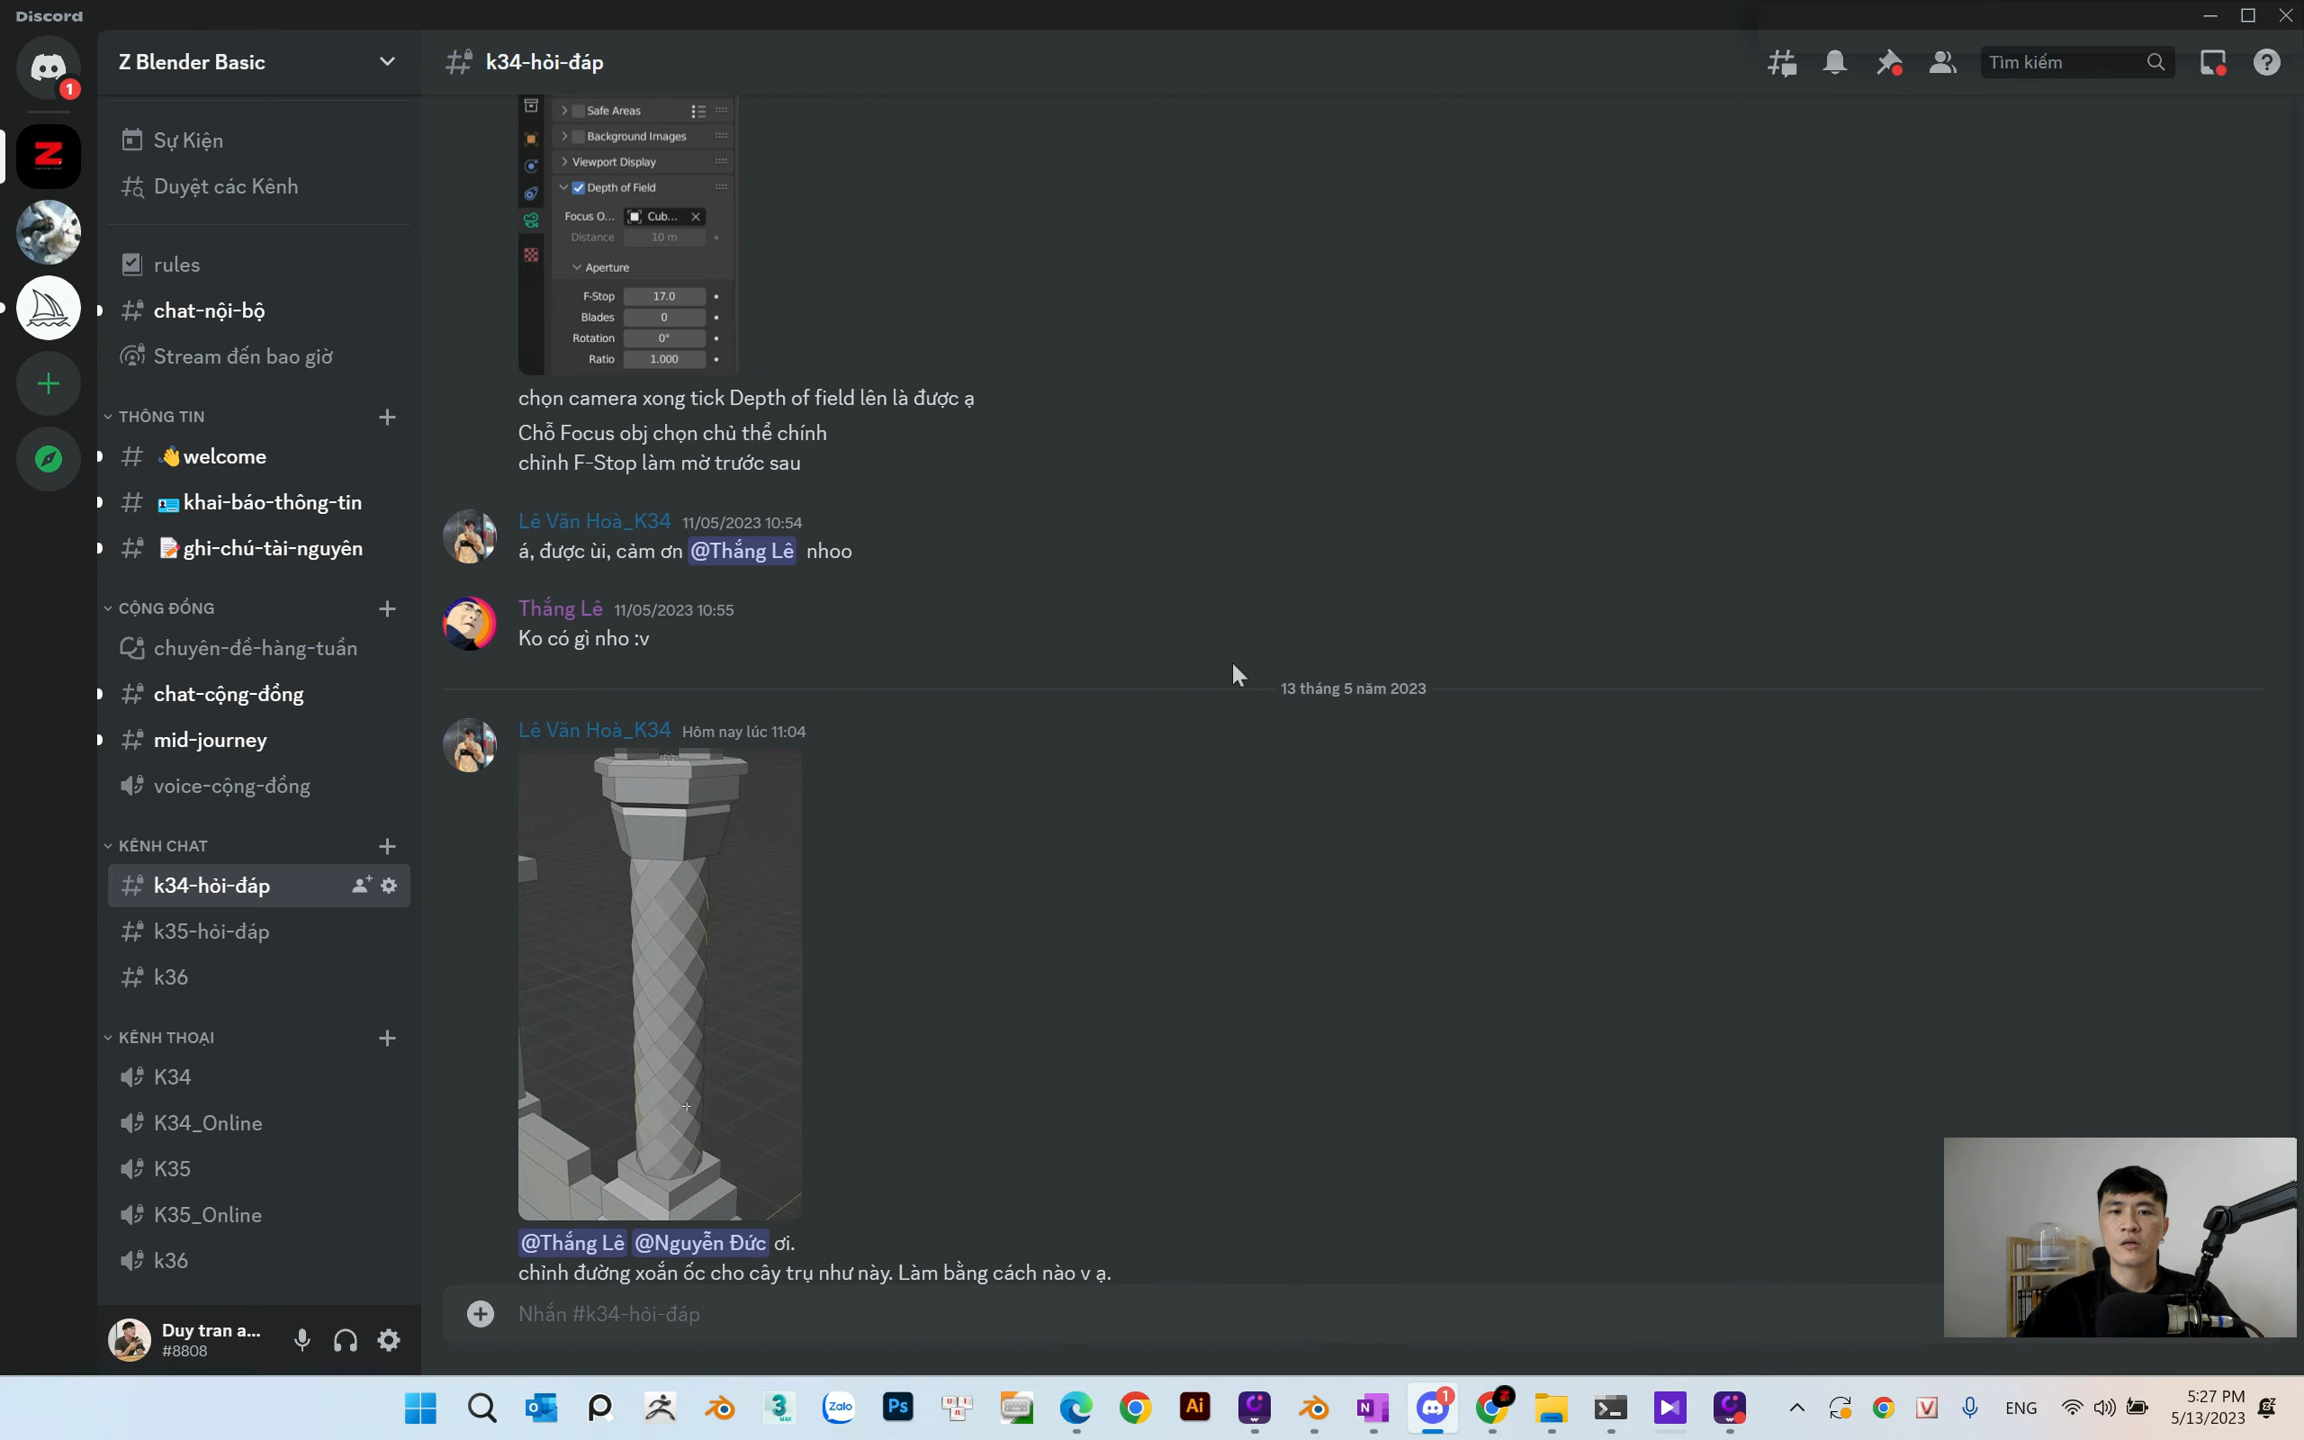 Discord
1
Z
Z Blender Basic
k34-hỏi-đáp
Tìm kiếm
Sự Kiện
Duyệt các Kênh
rules
chat-nội-bộ
Stream đến bao giờ
THÔNG TIN
👋welcome
🪪khai-báo-thông-tin
📝ghi-chú-tài-nguyên
CỘNG ĐỒNG
chuyên-đề-hàng-tuần
chat-cộng-đồng
mid-journey
voice-cộng-đồng
KÊNH CHAT
k34-hỏi-đáp
k35-hỏi-đáp
k36
KÊNH THOẠI
K34
K34_Online
K35
K35_Online
k36
Duy tran a...
#8808
Safe Areas
Background Images
Viewport Display
Depth of Field
Focus O... Cub...
Distance 10 m
Aperture
F-Stop 17.0
Blades 0
Rotation 0°
Ratio 1.000
chọn camera xong tick Depth of field lên là được ạ
Chỗ Focus obj chọn chủ thể chính
chỉnh F-Stop làm mờ trước sau
Lê Văn Hoà_K34 11/05/2023 10:54
á, được ùi, cảm ơn @Thắng Lê nhoo
Thắng Lê 11/05/2023 10:55
Ko có gì nho :v
13 tháng 5 năm 2023
Lê Văn Hoà_K34 Hôm nay lúc 11:04
@Thắng Lê @Nguyễn Đức ơi.
chỉnh đường xoắn ốc cho cây trụ như này. Làm bằng cách nào v ạ.
Nhắn #k34-hỏi-đáp
Zalo
Ps
Ai
1
ENG
5:27 PM
5/13/2023